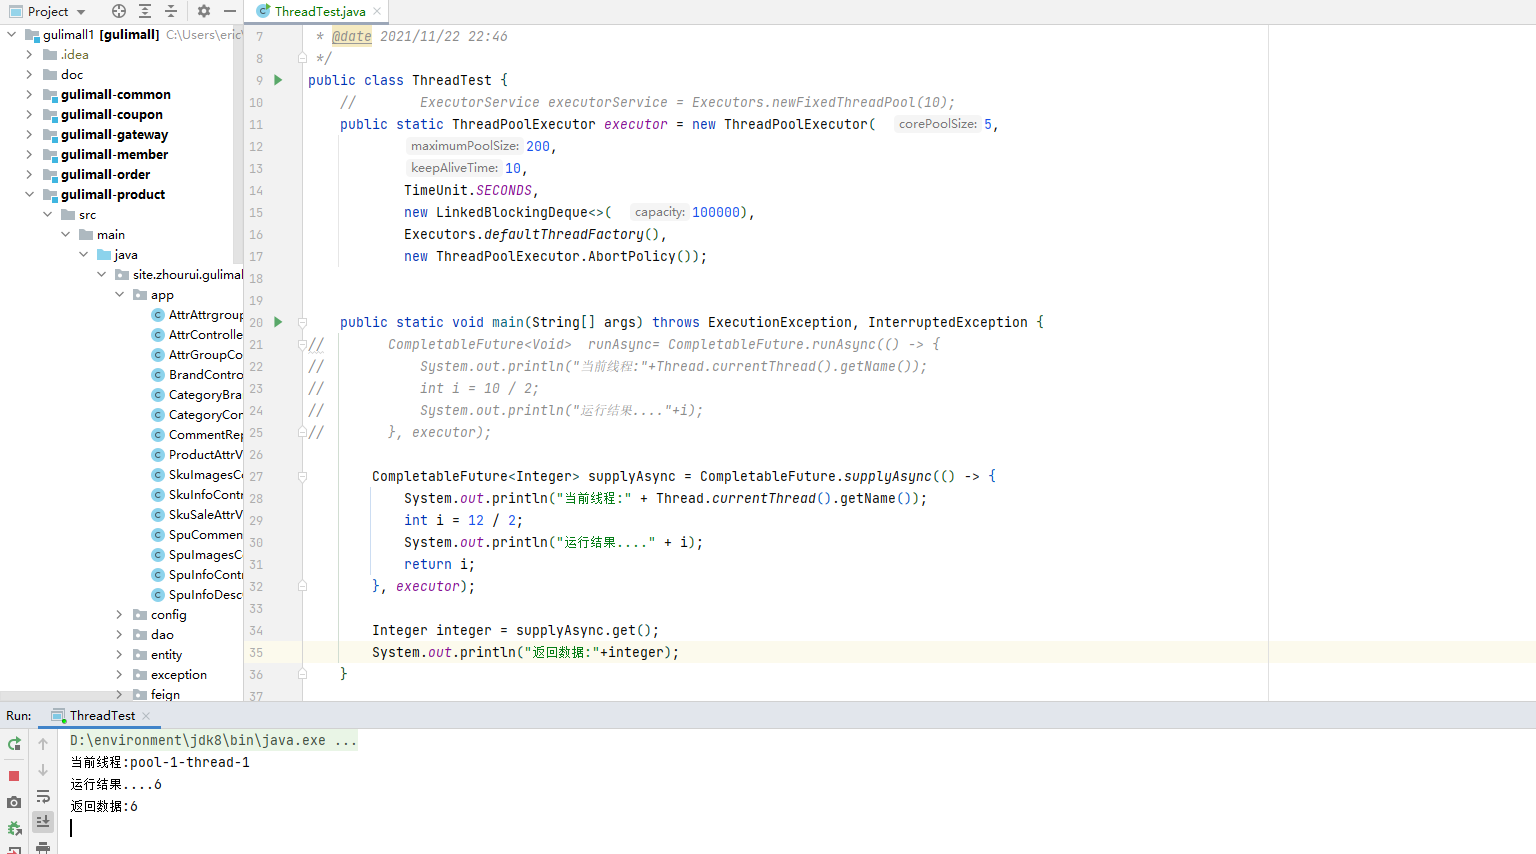 Project
ThreadTest.java
gulimall1 [gulimall] C:\Users\eric\
.idea
doc
gulimall-common
gulimall-coupon
gulimall-gateway
gulimall-member
gulimall-order
gulimall-product
src
main
java
site.zhourui.gulimal
app
AttrAttrgroup
AttrControlle
AttrGroupCo
BrandContro
CategoryBra
CategoryCor
CommentRep
ProductAttrV
SkuImagesCo
SkuInfoContr
SkuSaleAttrV
SpuCommen
SpuImagesCo
SpuInfoContr
SpuInfoDesc
config
dao
entity
exception
feign
7 * @date 2021/11/22 22:46
8 */
9 public class ThreadTest {
10 // ExecutorService executorService = Executors.newFixedThreadPool(10);
11 public static ThreadPoolExecutor executor = new ThreadPoolExecutor( corePoolSize: 5,
12 maximumPoolSize: 200,
13 keepAliveTime: 10,
14 TimeUnit.SECONDS,
15 new LinkedBlockingDeque<>( capacity: 100000),
16 Executors.defaultThreadFactory(),
17 new ThreadPoolExecutor.AbortPolicy());
18
19
20 public static void main(String[] args) throws ExecutionException, InterruptedException {
21 // CompletableFuture<Void> runAsync= CompletableFuture.runAsync(() -> {
22 // System.out.println("当前线程:"+Thread.currentThread().getName());
23 // int i = 10 / 2;
24 // System.out.println("运行结果...."+i);
25 // }, executor);
26
27 CompletableFuture<Integer> supplyAsync = CompletableFuture.supplyAsync(() -> {
28 System.out.println("当前线程:" + Thread.currentThread().getName());
29 int i = 12 / 2;
30 System.out.println("运行结果...." + i);
31 return i;
32 }, executor);
33
34 Integer integer = supplyAsync.get();
35 System.out.println("返回数据:"+integer);
36 }
37
Run: ThreadTest
D:\environment\jdk8\bin\java.exe ...
当前线程:pool-1-thread-1
运行结果....6
返回数据:6